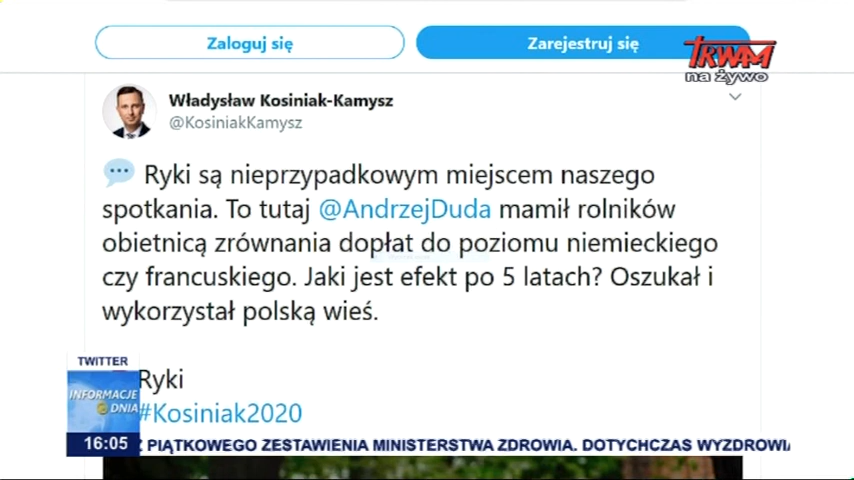 Zaloguj się
Zarejestruj się
TRWAM
na żywo
Władysław Kosiniak-Kamysz
@KosiniakKamysz
Ryki są nieprzypadkowym miejscem naszego
spotkania. To tutaj @AndrzejDuda mamił rolników
obietnicą zrównania dopłat do poziomu niemieckiego
czy francuskiego. Jaki jest efekt po 5 latach? Oszukał i
wykorzystał polską wieś.
TWITTER
Ryki
INFORMACJE
DNIA
#Kosiniak2020
16:05
Z PIĄTKOWEGO ZESTAWIENIA MINISTERSTWA ZDROWIA. DOTYCHCZAS WYZDROWIA